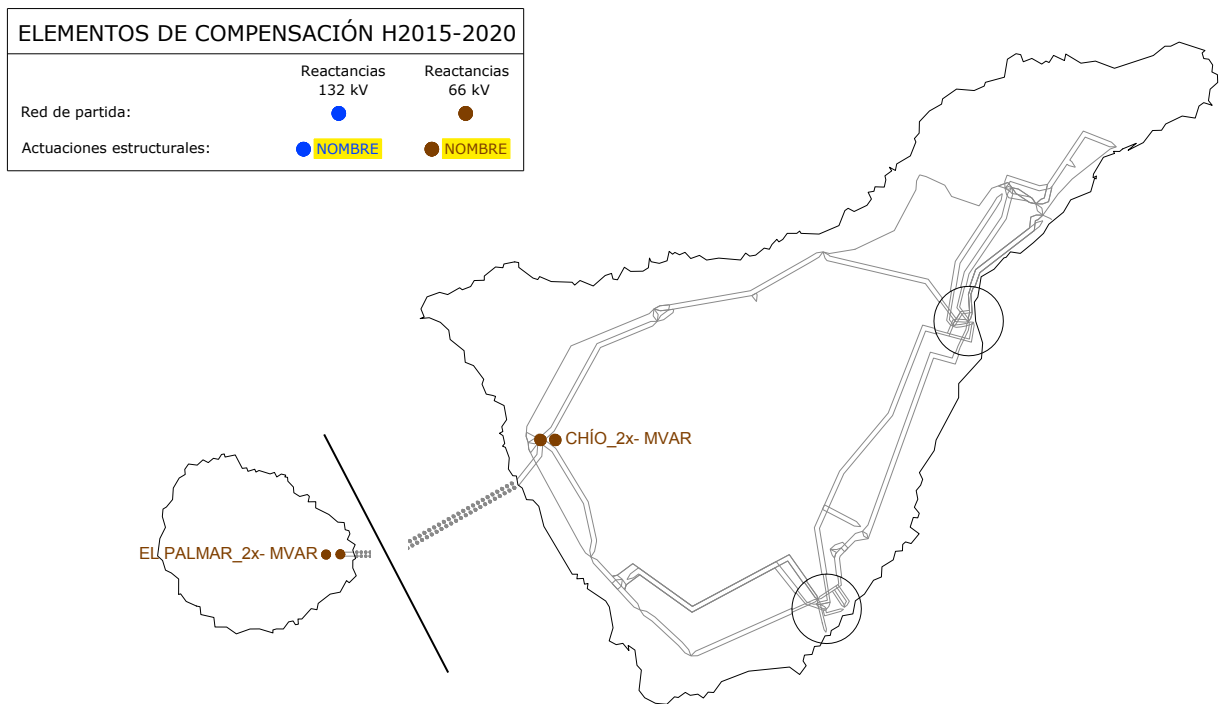 ELEMENTOS DE COMPENSACIÓN H2015-2020
Reactancias Reactancias
132 kV 66 kV
Red de partida:
Actuaciones estructurales: NOMBRE NOMBRE
CHÍO_2x- MVAR
EL PALMAR_2x- MVAR